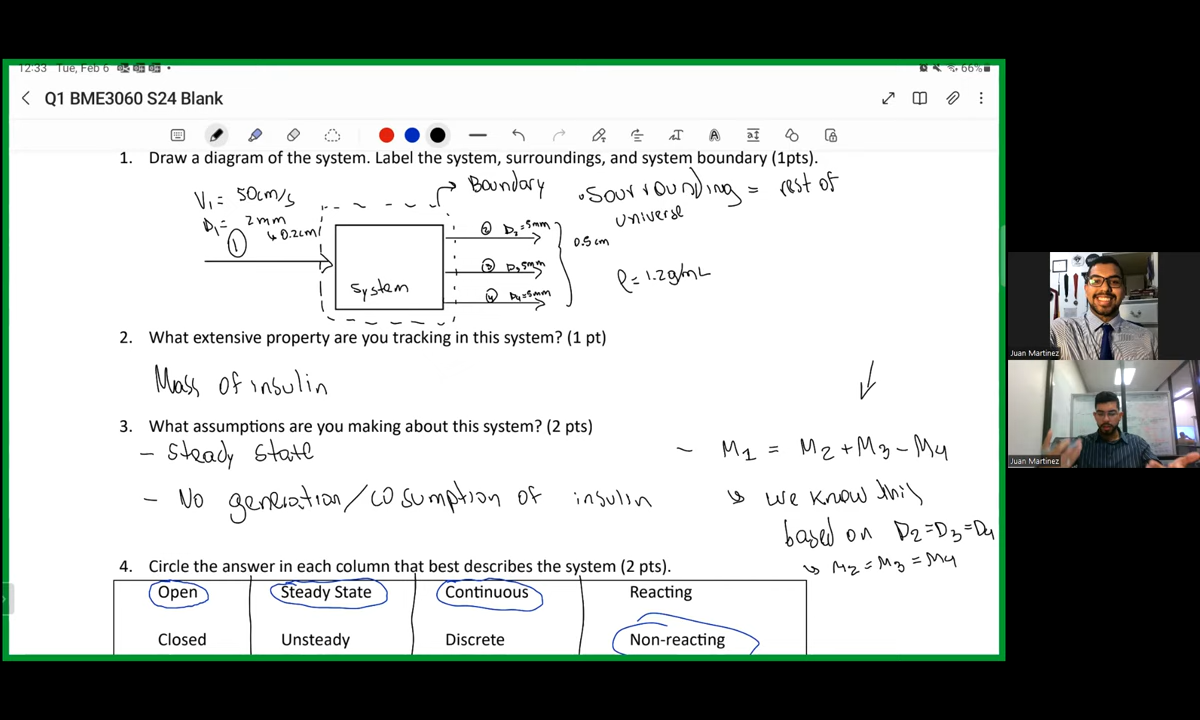 12:33 Tue, Feb 6
66%
Q1 BME3060 S24 Blank
1. Draw a diagram of the system. Label the system, surroundings, and system boundary (1pts).
V1 = 50cm/s
D1 = 2mm
↳ 0.2cm
1
Boundary
Sourrounding = rest of
universe
system
2 D2=5mm
3 D3 5mm
4 D4=5mm
0.5cm
ρ = 1.2g/mL
2. What extensive property are you tracking in this system? (1 pt)
Mass of insulin
3. What assumptions are you making about this system? (2 pts)
- Steady State
- No generation/cosumption of insulin
- M1 = M2 + M3 - M4
↳ we know this
based on D2=D3=D4
↳ M2=M3=M4
4. Circle the answer in each column that best describes the system (2 pts).
Open Steady State Continuous Reacting
Closed Unsteady Discrete Non-reacting
Juan Martinez
Juan Martinez